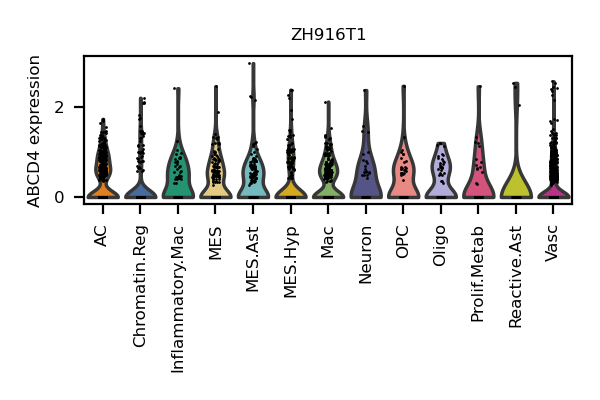 ZH916T1
ABCD4 expression
2
0
AC
Chromatin.Reg
Inflammatory.Mac
MES
MES.Ast
MES.Hyp
Mac
Neuron
OPC
Oligo
Prolif.Metab
Reactive.Ast
Vasc